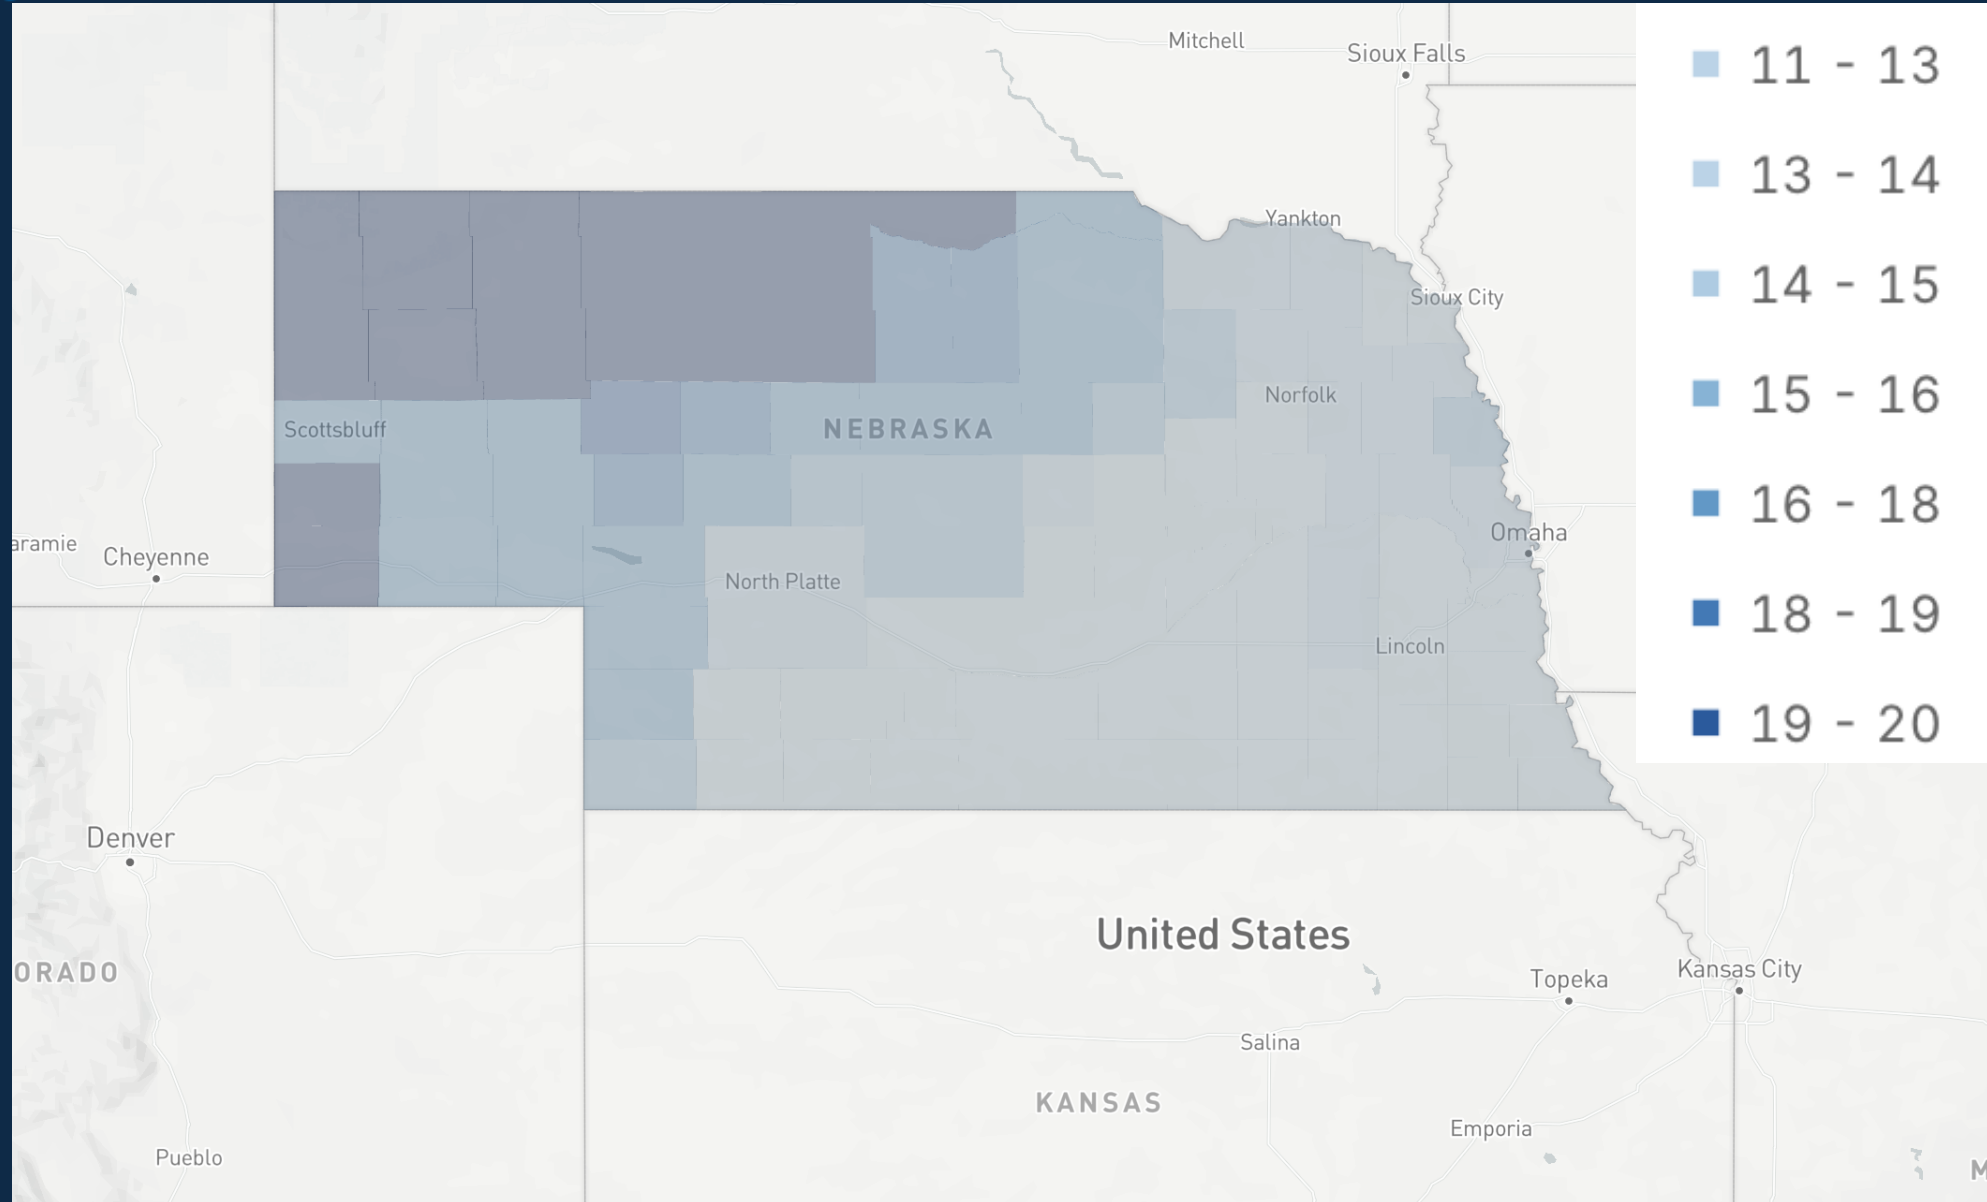 Mitchell
Sioux Falls
Yankton
Sioux City
Scottsbluff
NEBRASKA
Norfolk
aramie
Cheyenne
North Platte
Omaha
Lincoln
Denver
United States
ORADO
Topeka
Kansas City
Salina
KANSAS
Emporia
Pueblo
M
11 - 13
13 - 14
14 - 15
15 - 16
16 - 18
18 - 19
19 - 20